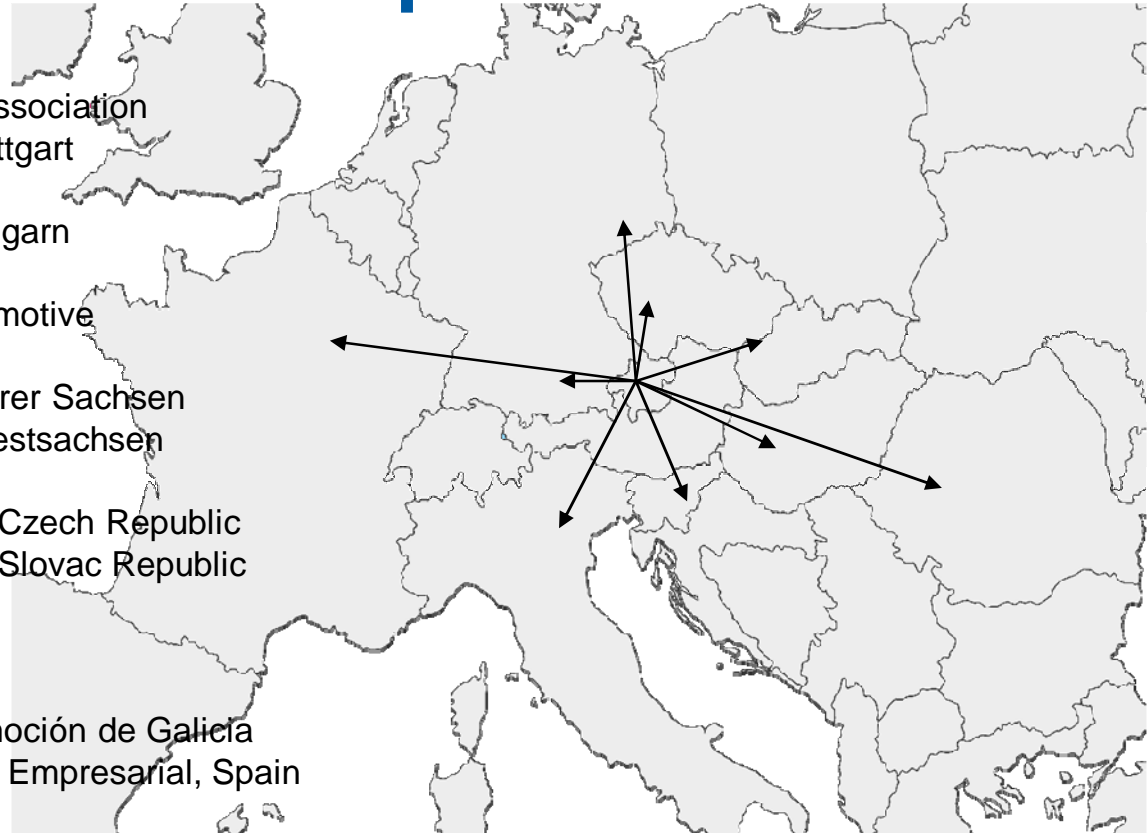 ssociation
ttgart
garn
motive
rer Sachsen
estsachsen
Czech Republic
Slovac Republic
noción de Galicia
Empresarial, Spain